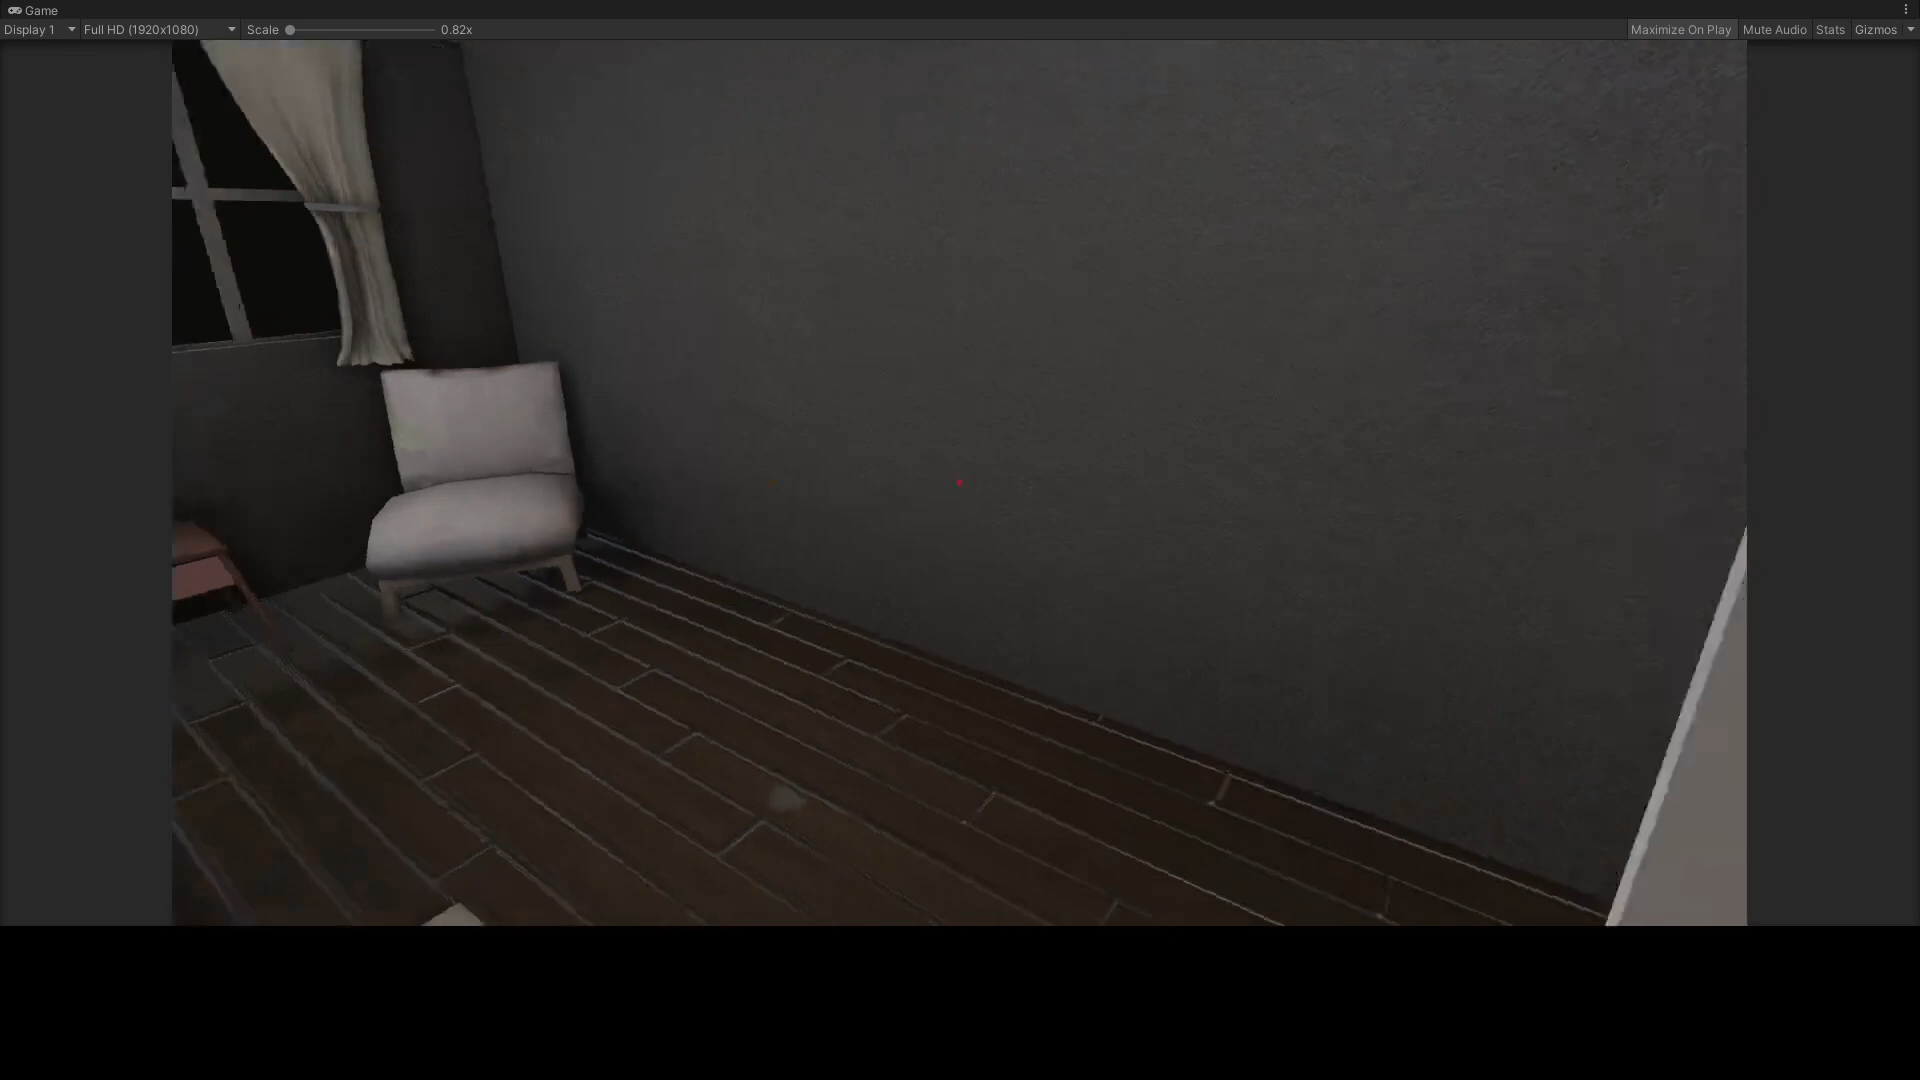 Game
Display 1 Full HD (1920x1080) Scale 0.82x Maximize On Play Mute Audio Stats Gizmos